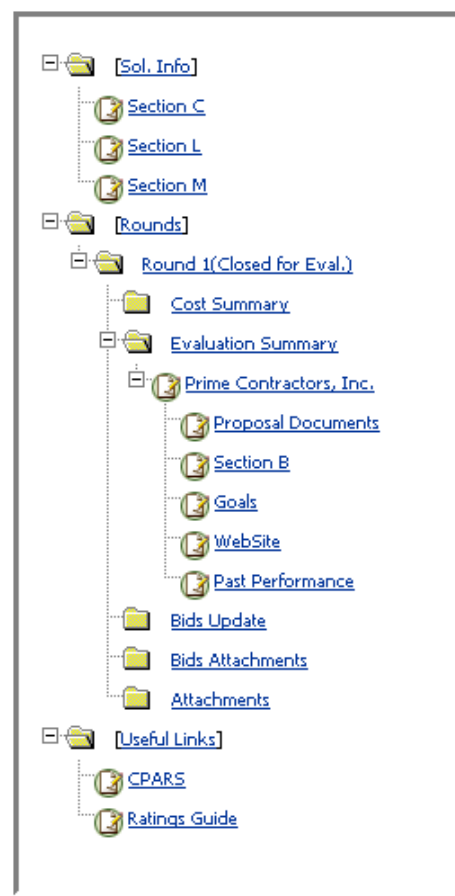 [Sol. Info]
Section C
Section L
Section M
[Rounds]
Round 1(Closed for Eval.)
Cost Summary
Evaluation Summary
Prime Contractors, Inc.
Proposal Documents
Section B
Goals
WebSite
Past Performance
Bids Update
Bids Attachments
Attachments
[Useful Links]
CPARS
Ratings Guide